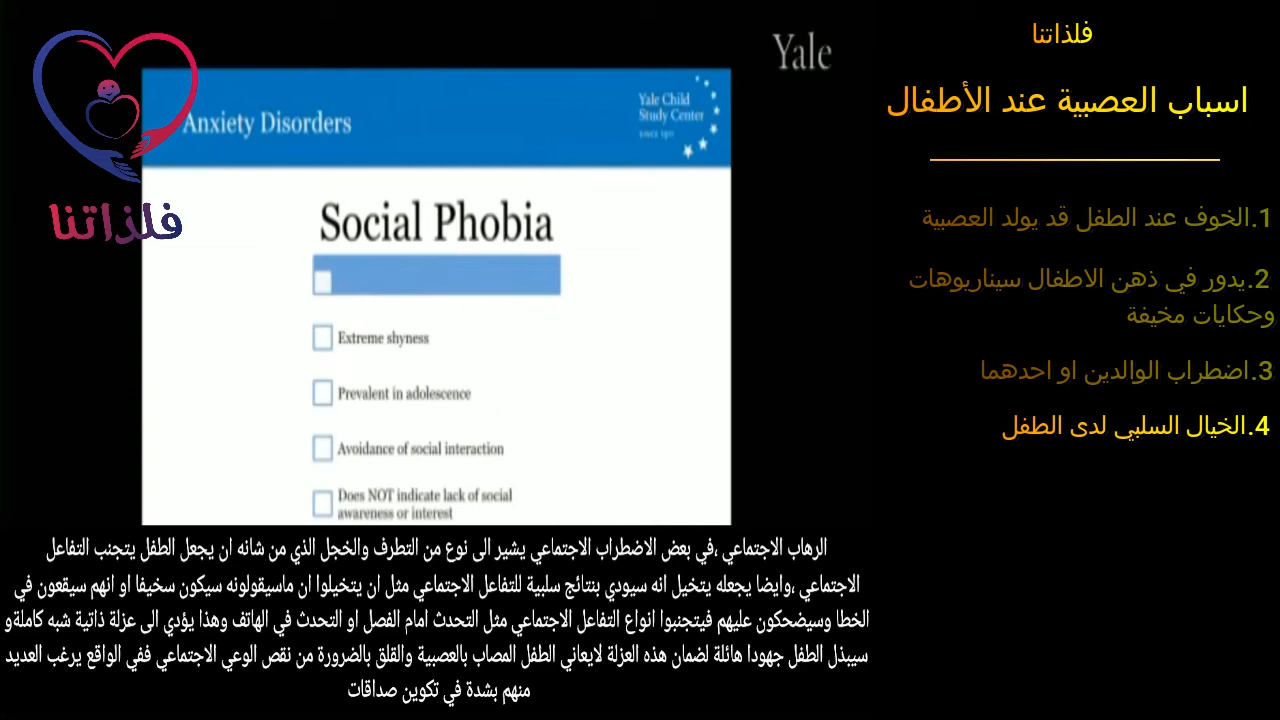 فلذاتنا
Yale
Anxiety Disorders
Yale Child
Study Center
SINCE 1911
Social Phobia
Extreme shyness
Prevalent in adolescence
Avoidance of social interaction
Does NOT indicate lack of social
awareness or interest
فلذاتنا
اسباب العصبية عند الأطفال
1.الخوف عند الطفل قد يولد العصبية
2.يدور في ذهن الاطفال سيناريوهات
وحكايات مخيفة
3.اضطراب الوالدين او احدهما
4.الخيال السلبي لدى الطفل
الرهاب الاجتماعي ،في بعض الاضطراب الاجتماعي يشير الى نوع من التطرف والخجل الذي من شانه ان يجعل الطفل يتجنب التفاعل
الاجتماعي ،وايضا يجعله يتخيل انه سيودي بنتائج سلبية للتفاعل الاجتماعي مثل ان يتخيلوا ان ماسيقولونه سيكون سخيفا او انهم سيقعون في
الخطا وسيضحكون عليهم فيتجنبوا انواع التفاعل الاجتماعي مثل التحدث امام الفصل او التحدث في الهاتف وهذا يؤدي الى عزلة ذاتية شبه كاملةو
سيبذل الطفل جهودا هائلة لضمان هذه العزلة لايعاني الطفل المصاب بالعصبية والقلق بالضرورة من نقص الوعي الاجتماعي ففي الواقع يرغب العديد
منهم بشدة في تكوين صداقات